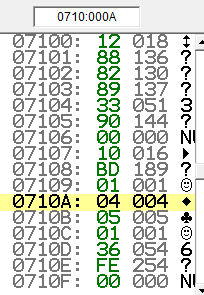 0710:000A
07100: 12 018 ↕
07101: 88 136 ?
07102: 82 130 ?
07103: 89 137 ?
07104: 33 051 3
07105: 90 144 ?
07106: 00 000 NU
07107: 10 016 ►
07108: BD 189 ?
07109: 01 001 ☺
0710A: 04 004 ♦
0710B: 05 005 ♣
0710C: 01 001 ☺
0710D: 36 054 6
0710E: FE 254 ?
0710F: 00 000 NU